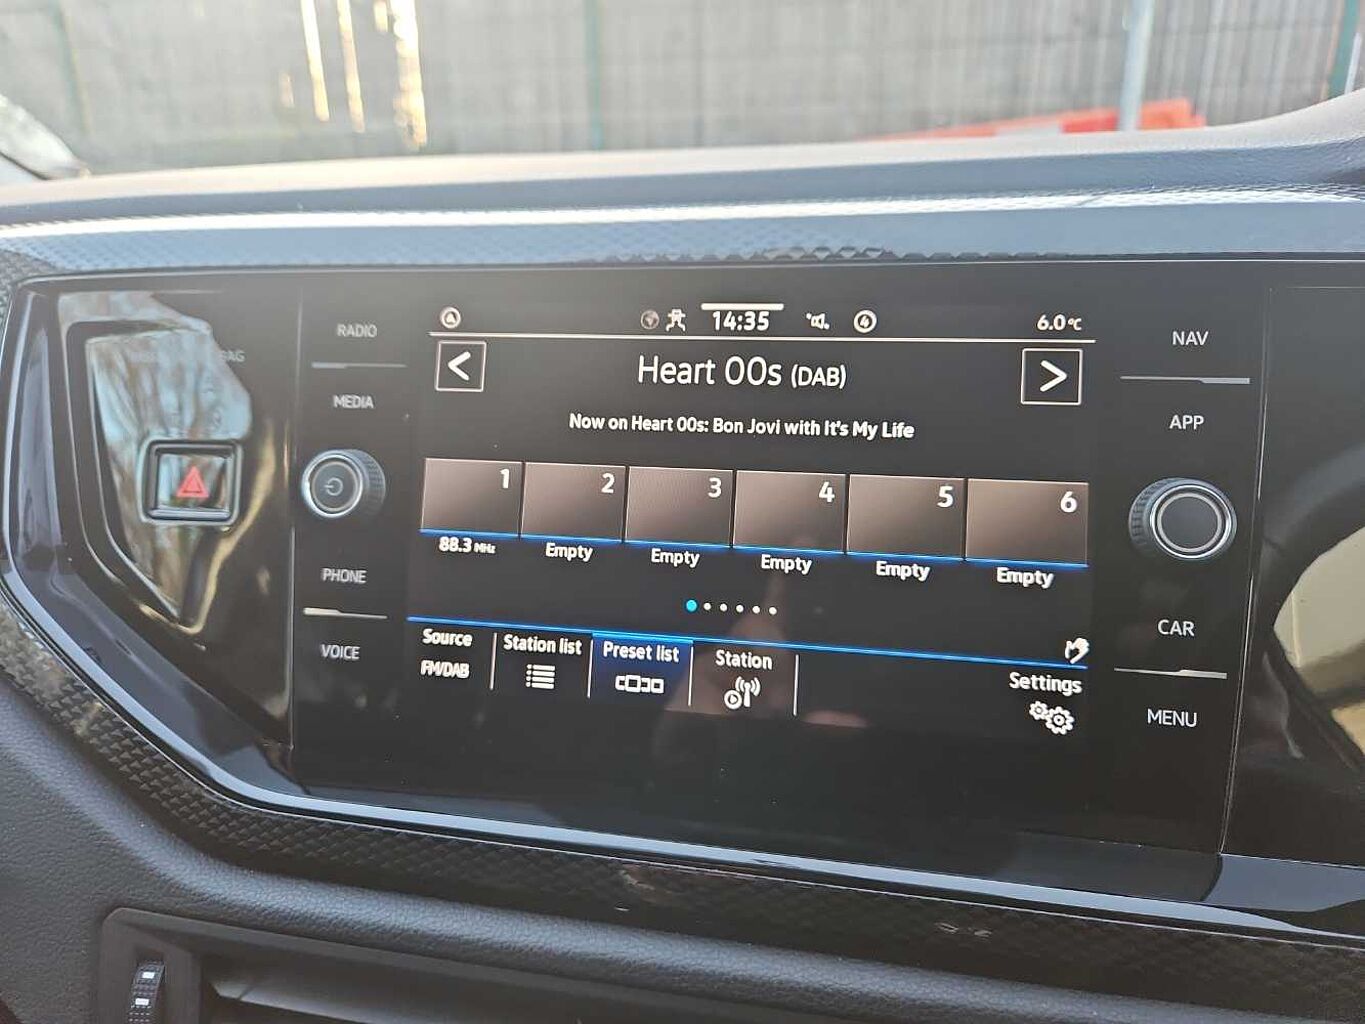 RADIO
MEDIA
PHONE
VOICE
14:35
6.0°C
Heart 00s (DAB)
Now on Heart 00s: Bon Jovi with It's My Life
1 2 3 4 5 6
88.3 MHz Empty Empty Empty Empty Empty
Source Station list Preset list Station Settings
FM/DAB
NAV
APP
CAR
MENU